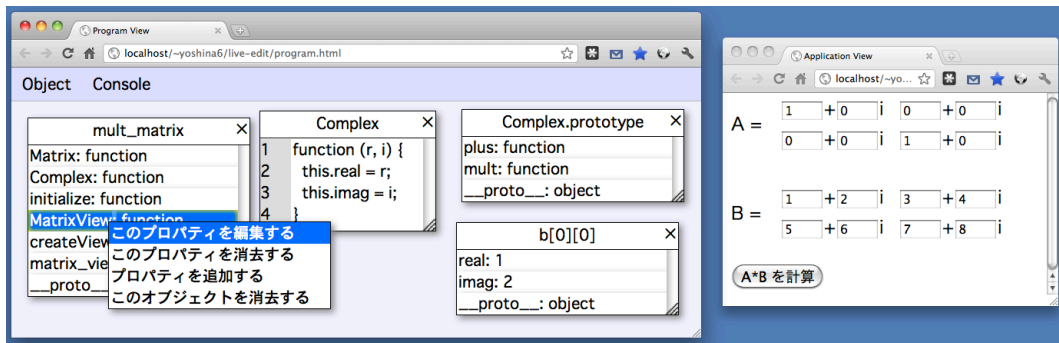 Program View
localhost/~yoshina6/live-edit/program.html
Object Console
mult_matrix
Matrix: function
Complex: function
initialize: function
MatrixView: function
createView
matrix_vie
__proto__
このプロパティを編集する
このプロパティを消去する
プロパティを追加する
このオブジェクトを消去する
Complex
1 function (r, i) {
2 this.real = r;
3 this.imag = i;
4 }
Complex.prototype
plus: function
mult: function
__proto__: object
b[0][0]
real: 1
imag: 2
__proto__: object
Application View
localhost/~yo...
A =
1 +0 i 0 +0 i
0 +0 i 1 +0 i
B =
1 +2 i 3 +4 i
5 +6 i 7 +8 i
A*B を計算